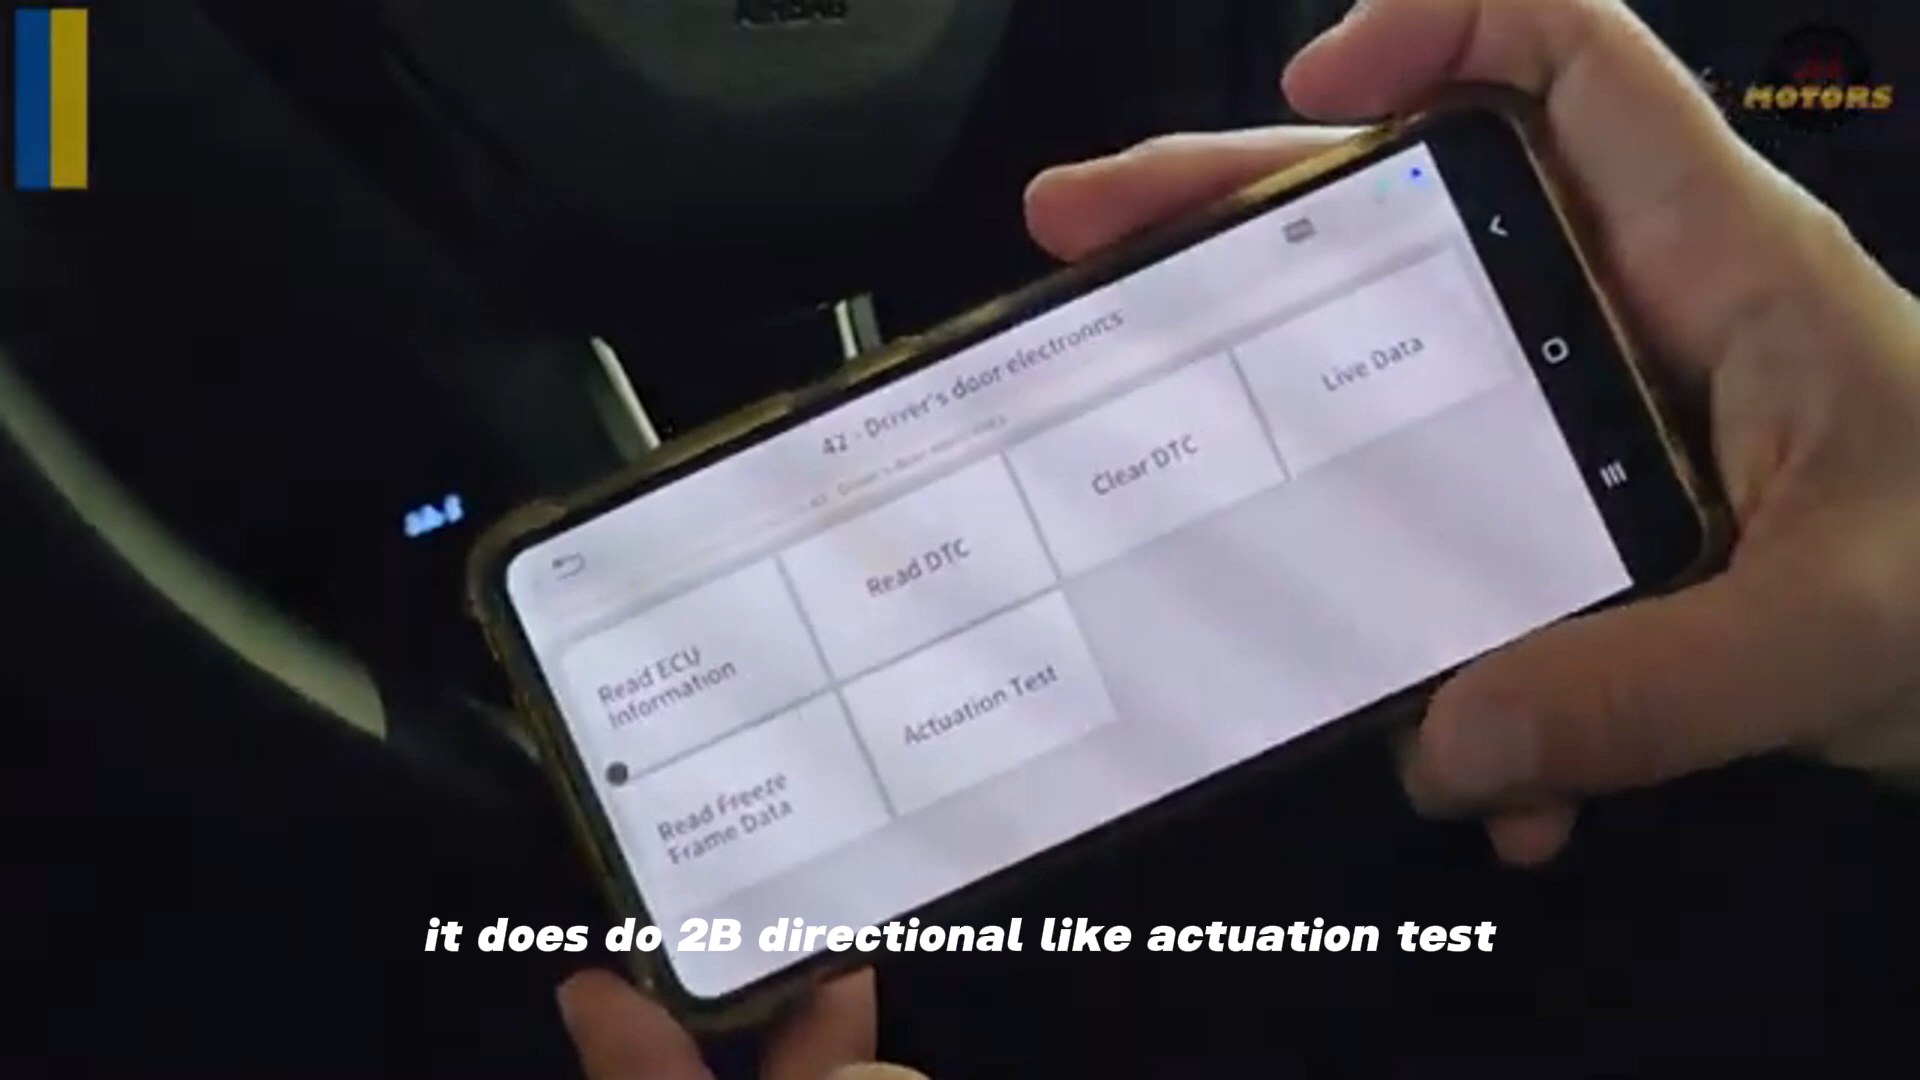 AIRBAG
MOTORS
42 - Driver's door electronics
Live Data
Clear DTC
Read DTC
Read ECU
Information
Actuation Test
Read Freeze
Frame Data
it does do 2B directional like actuation test